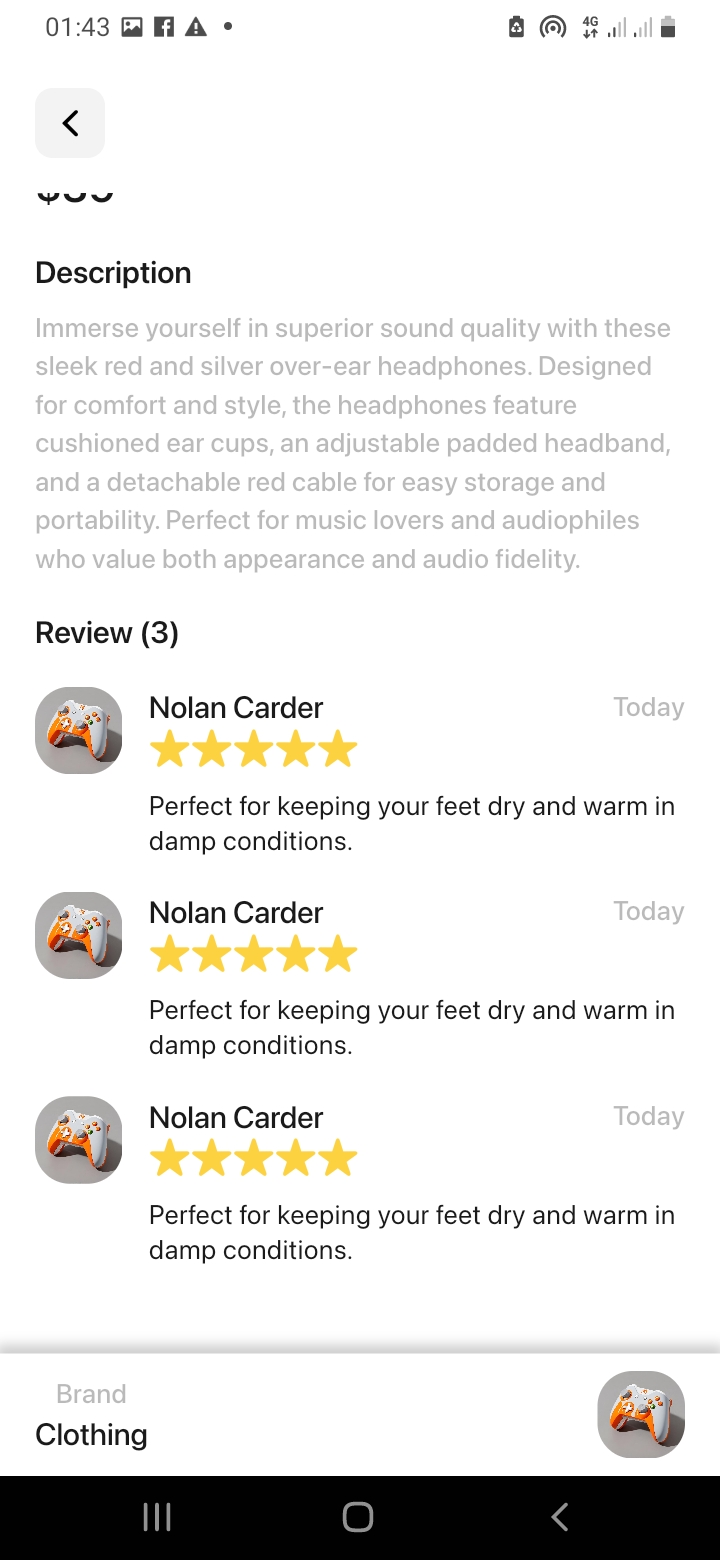 01:43
4G
Description
Immerse yourself in superior sound quality with these
sleek red and silver over-ear headphones. Designed
for comfort and style, the headphones feature
cushioned ear cups, an adjustable padded headband,
and a detachable red cable for easy storage and
portability. Perfect for music lovers and audiophiles
who value both appearance and audio fidelity.
Review (3)
Nolan Carder Today
Perfect for keeping your feet dry and warm in
damp conditions.
Nolan Carder Today
Perfect for keeping your feet dry and warm in
damp conditions.
Nolan Carder Today
Perfect for keeping your feet dry and warm in
damp conditions.
Brand
Clothing